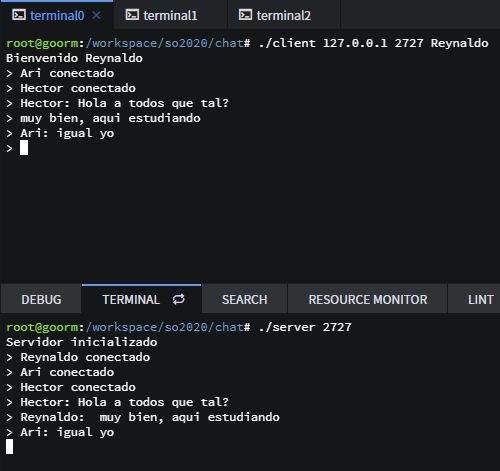 terminal0 × terminal1 terminal2
root@goorm:/workspace/so2020/chat# ./client 127.0.0.1 2727 Reynaldo
Bienvenido Reynaldo
> Ari conectado
> Hector conectado
> Hector: Hola a todos que tal?
> muy bien, aqui estudiando
> Ari: igual yo
>
DEBUG TERMINAL SEARCH RESOURCE MONITOR LINT
root@goorm:/workspace/so2020/chat# ./server 2727
Servidor inicializado
> Reynaldo conectado
> Ari conectado
> Hector conectado
> Hector: Hola a todos que tal?
> Reynaldo:  muy bien, aqui estudiando
> Ari: igual yo